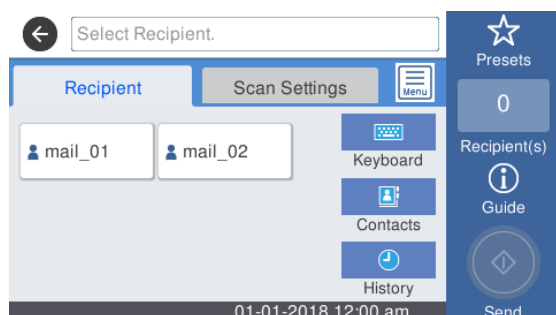 Select Recipient.
Presets
Recipient
Scan Settings
Menu
0
Recipient(s)
mail_01
mail_02
Keyboard
Guide
Contacts
History
01-01-2018 12:00 am
Send